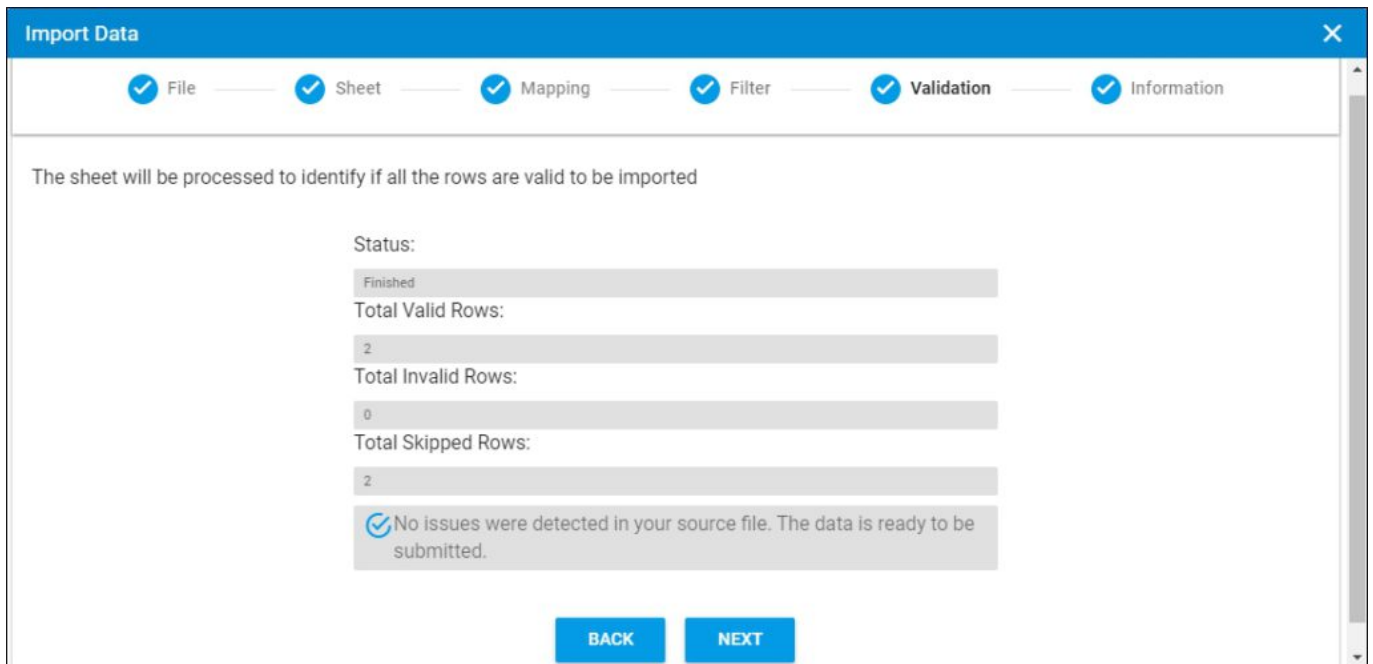 Import Data
File Sheet Mapping Filter Validation Information
The sheet will be processed to identify if all the rows are valid to be imported
Status:
Finished
Total Valid Rows:
2
Total Invalid Rows:
0
Total Skipped Rows:
2
No issues were detected in your source file. The data is ready to be
submitted.
BACK NEXT